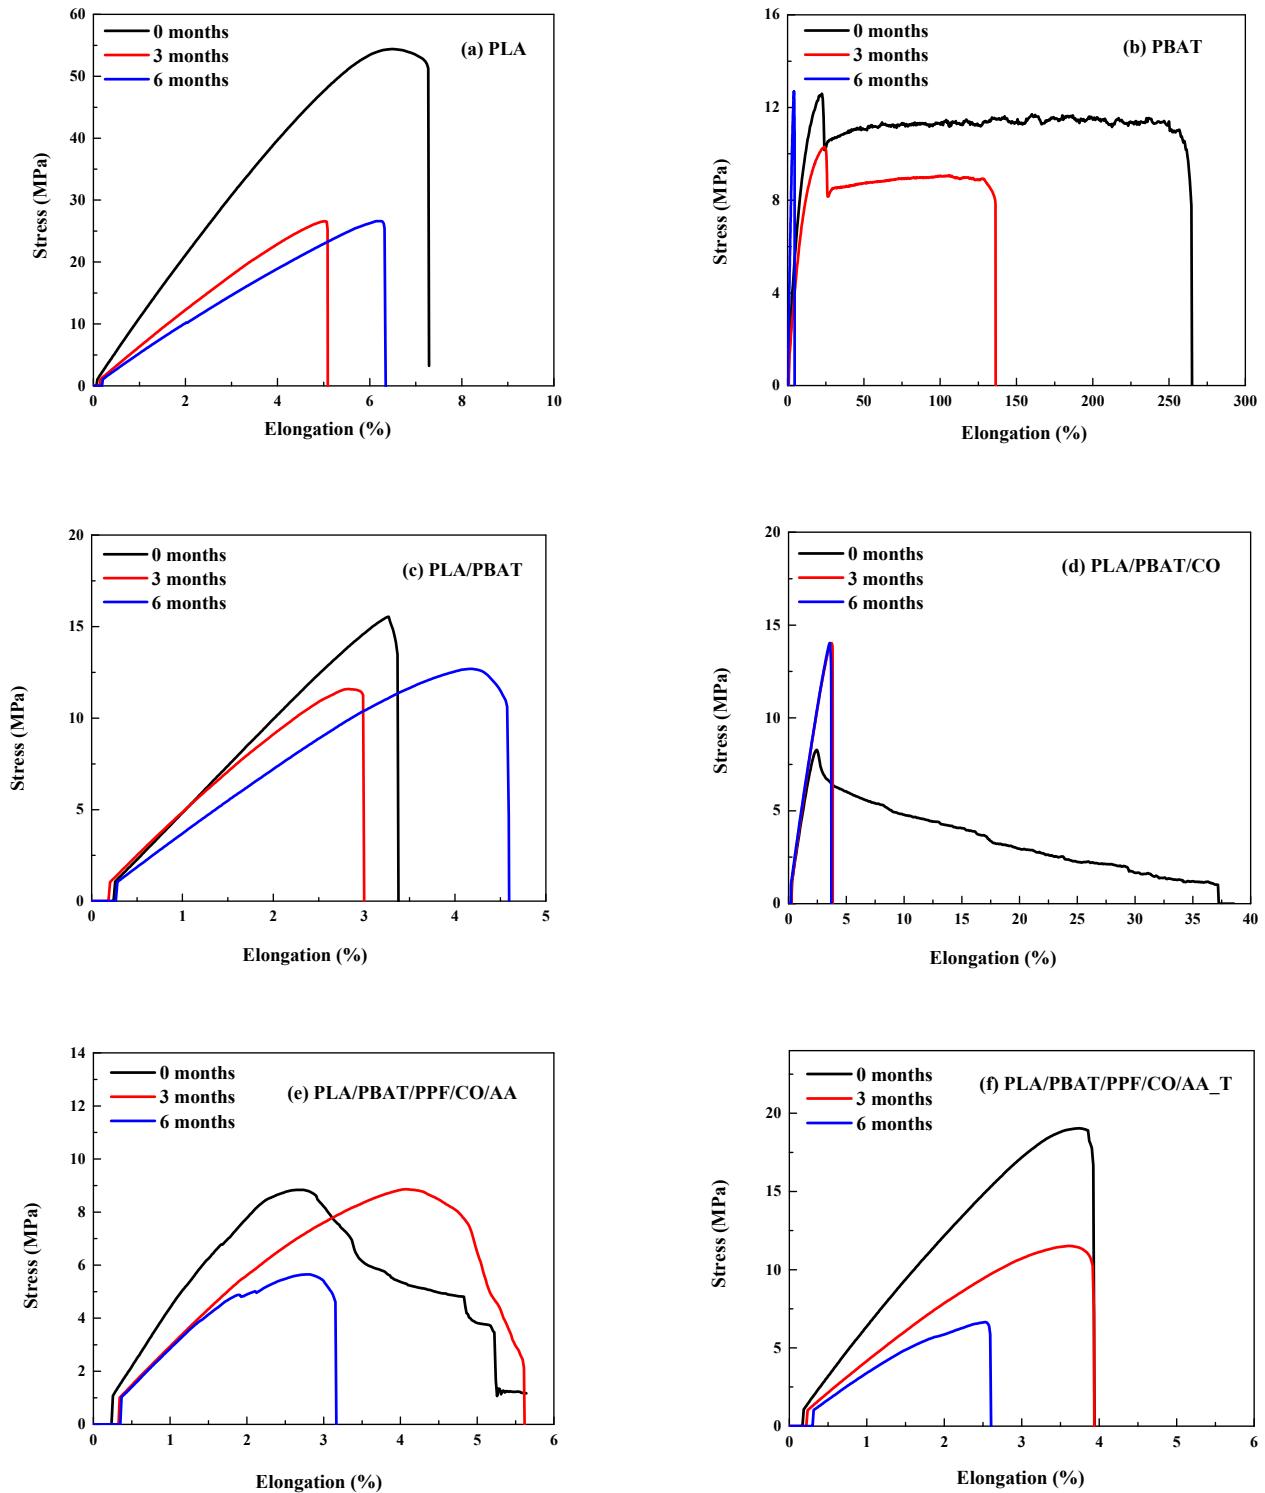 60
50
40
30
20
10
0
0 months
3 months
6 months
(a) PLA
Stress (MPa)
0 2 4 6 8 10
Elongation (%)
16
12
8
4
0
0 months
3 months
6 months
(b) PBAT
Stress (MPa)
0 25 50 75 100 125 150 175 200 225 250 275 300
Elongation (%)
20
15
10
5
0
0 months
3 months
6 months
(c) PLA/PBAT
Stress (MPa)
0 1 2 3 4 5
Elongation (%)
20
15
10
5
0
0 months
3 months
6 months
(d) PLA/PBAT/CO
Stress (MPa)
0 5 10 15 20 25 30 35 40
Elongation (%)
14
12
10
8
6
4
2
0
0 months
3 months
6 months
(e) PLA/PBAT/PPF/CO/AA
Stress (MPa)
0 1 2 3 4 5 6
Elongation (%)
20
15
10
5
0
0 months
3 months
6 months
(f) PLA/PBAT/PPF/CO/AA_T
Stress (MPa)
0 1 2 3 4 5 6
Elongation (%)